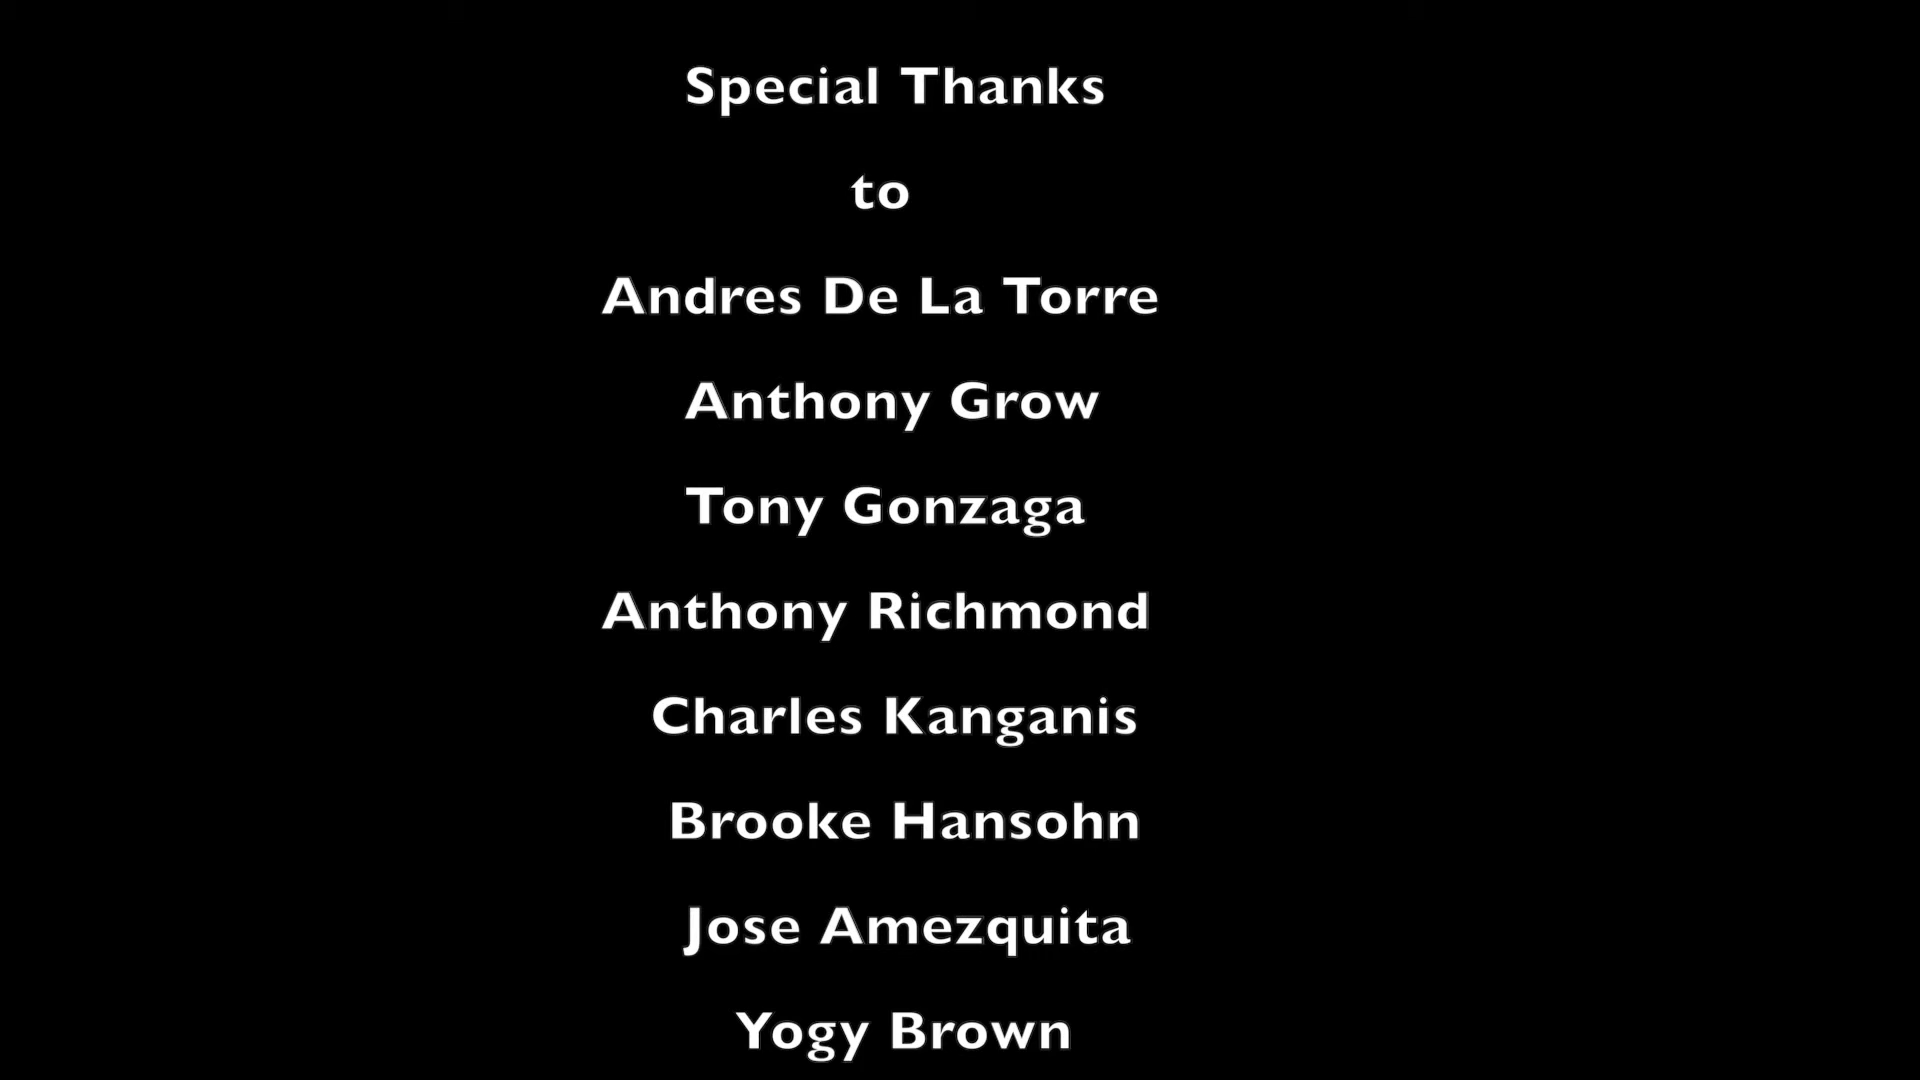 Special Thanks
to
Andres De La Torre
Anthony Grow
Tony Gonzaga
Anthony Richmond
Charles Kanganis
Brooke Hansohn
Jose Amezquita
Yogy Brown